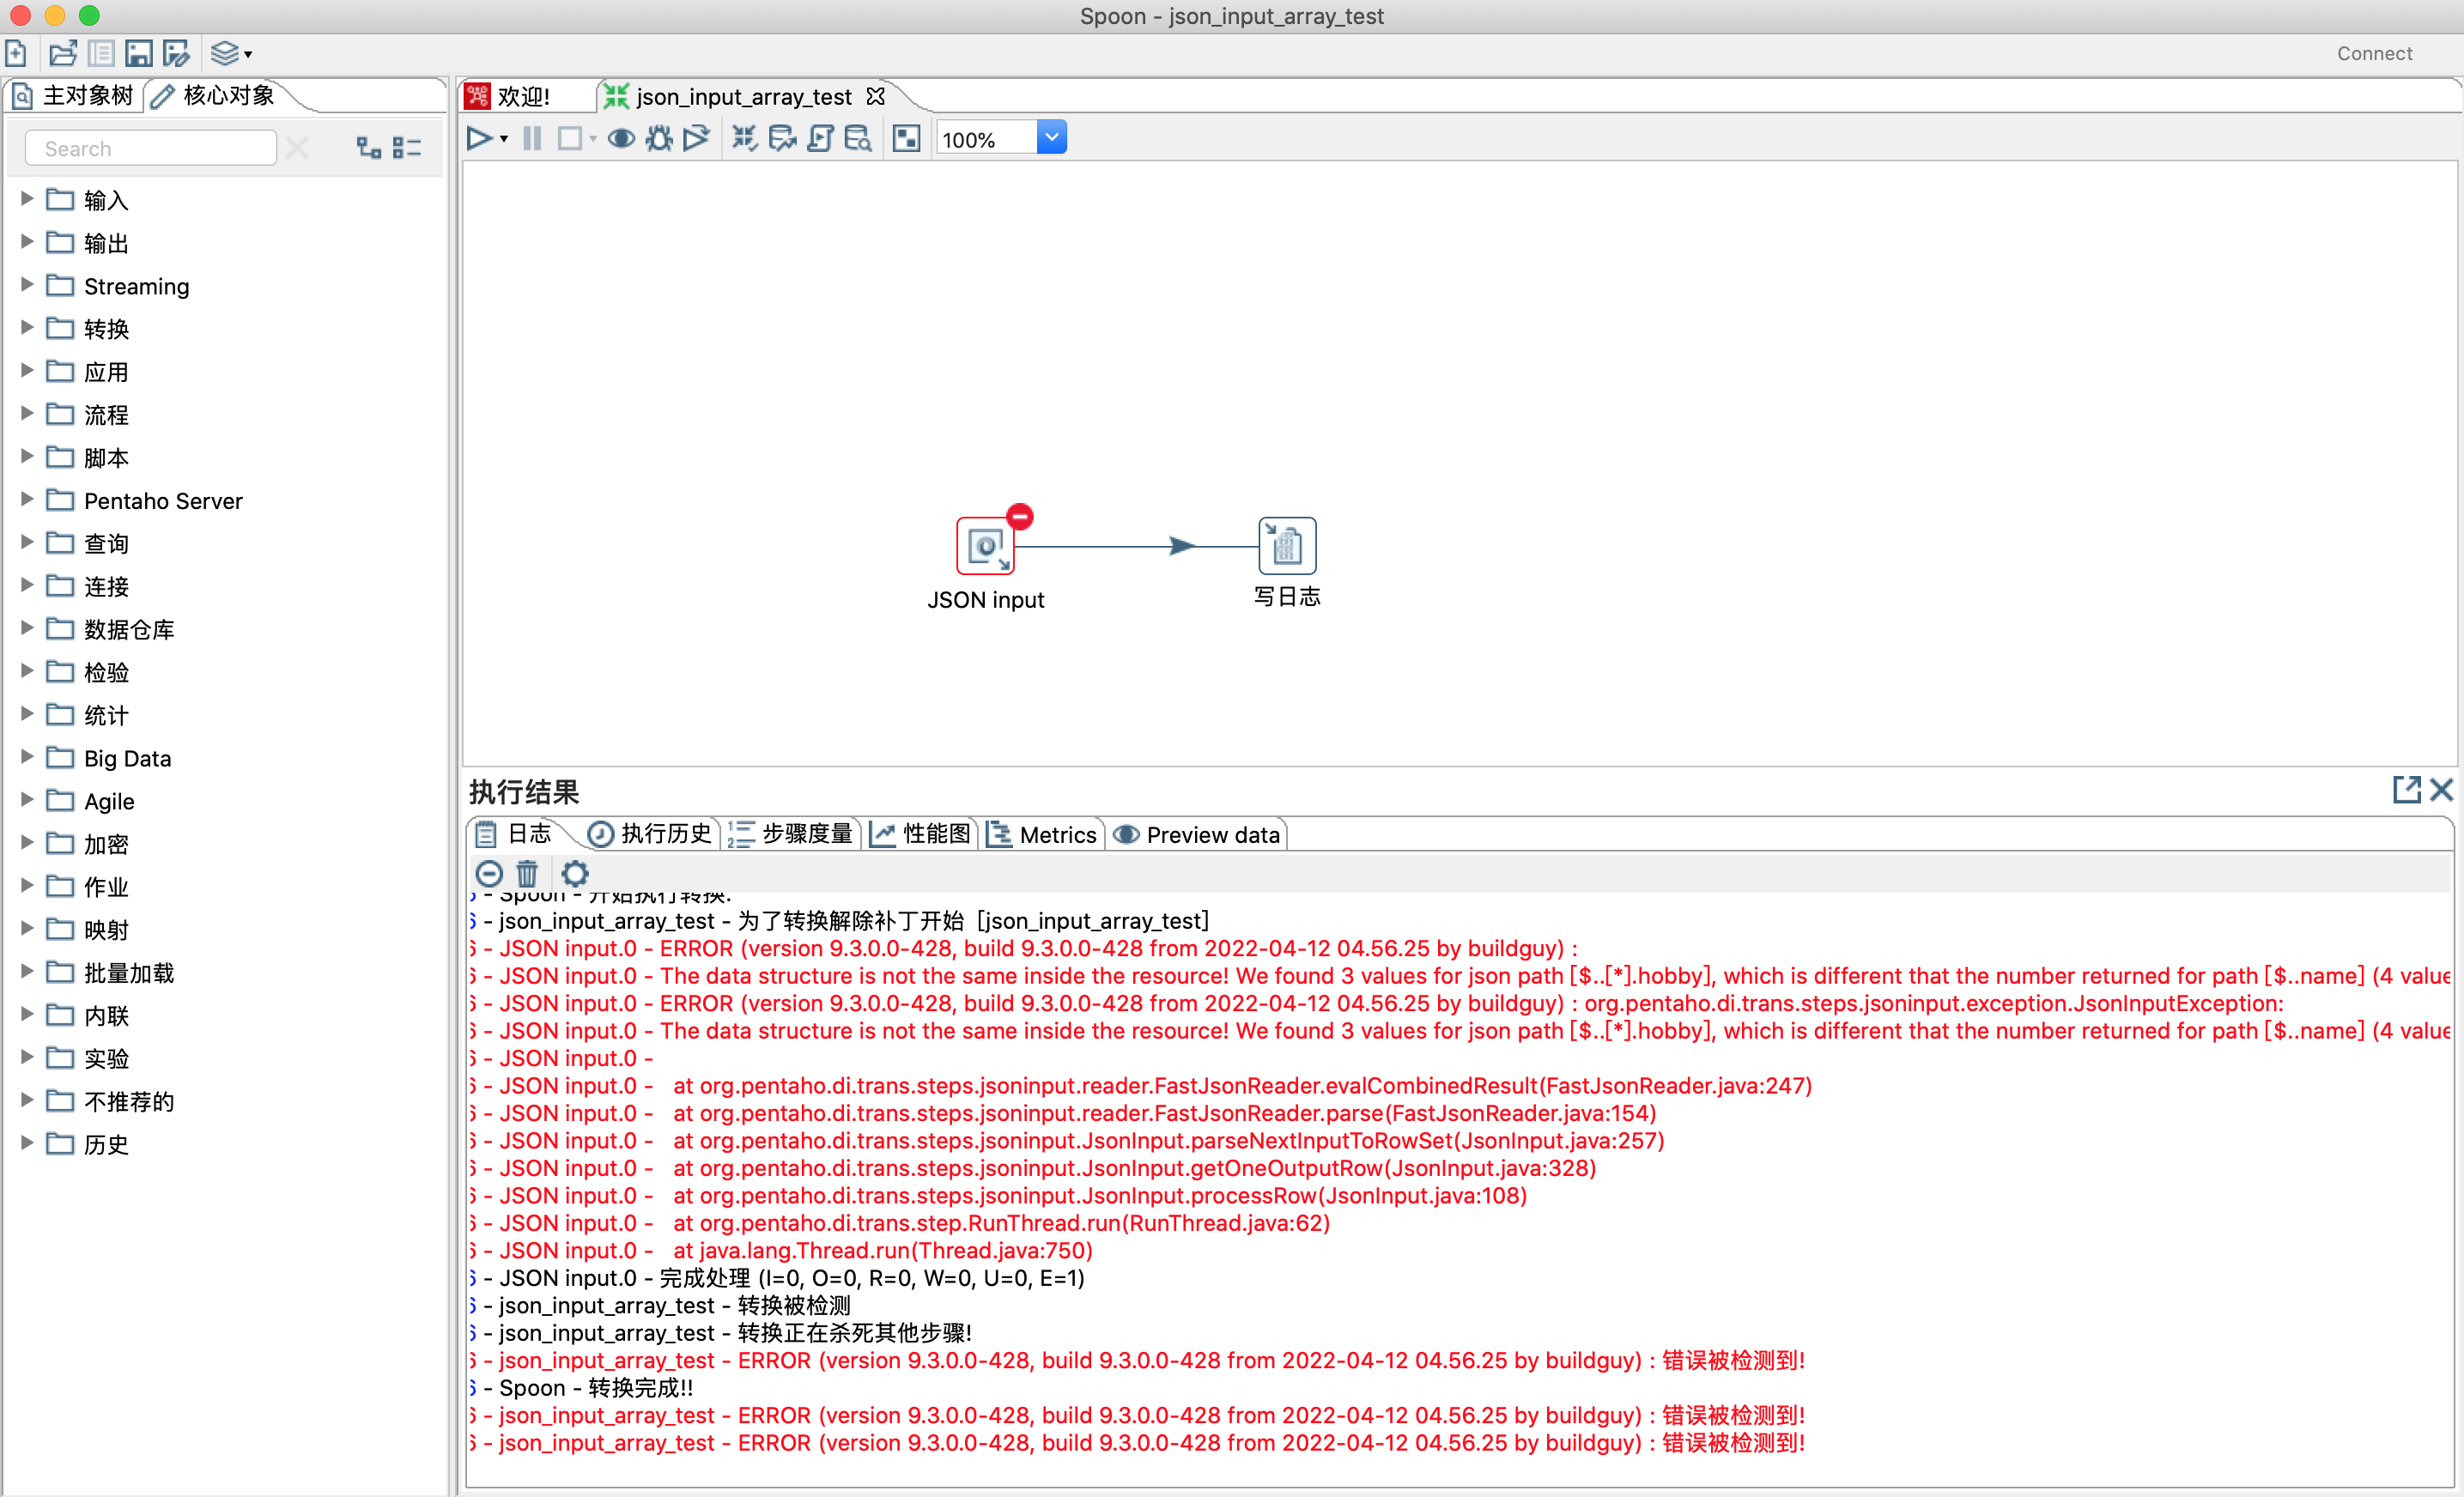 Spoon - json_input_array_test
Connect
主对象树
核心对象
Search
输入
输出
Streaming
转换
应用
流程
脚本
Pentaho Server
查询
连接
数据仓库
检验
统计
Big Data
Agile
加密
作业
映射
批量加载
内联
实验
不推荐的
历史
欢迎!
json_input_array_test
100%
JSON input
写日志
执行结果
日志
执行历史
步骤度量
性能图
Metrics
Preview data
6 - Spoon - 开始执行转换.
6 - json_input_array_test - 为了转换解除补丁开始 [json_input_array_test]
6 - JSON input.0 - ERROR (version 9.3.0.0-428, build 9.3.0.0-428 from 2022-04-12 04.56.25 by buildguy) :
6 - JSON input.0 - The data structure is not the same inside the resource! We found 3 values for json path [$..[*].hobby], which is different that the number returned for path [$..name] (4 value
6 - JSON input.0 - ERROR (version 9.3.0.0-428, build 9.3.0.0-428 from 2022-04-12 04.56.25 by buildguy) : org.pentaho.di.trans.steps.jsoninput.exception.JsonInputException:
6 - JSON input.0 - The data structure is not the same inside the resource! We found 3 values for json path [$..[*].hobby], which is different that the number returned for path [$..name] (4 value
6 - JSON input.0 -
6 - JSON input.0 - at org.pentaho.di.trans.steps.jsoninput.reader.FastJsonReader.evalCombinedResult(FastJsonReader.java:247)
6 - JSON input.0 - at org.pentaho.di.trans.steps.jsoninput.reader.FastJsonReader.parse(FastJsonReader.java:154)
6 - JSON input.0 - at org.pentaho.di.trans.steps.jsoninput.JsonInput.parseNextInputToRowSet(JsonInput.java:257)
6 - JSON input.0 - at org.pentaho.di.trans.steps.jsoninput.JsonInput.getOneOutputRow(JsonInput.java:328)
6 - JSON input.0 - at org.pentaho.di.trans.steps.jsoninput.JsonInput.processRow(JsonInput.java:108)
6 - JSON input.0 - at org.pentaho.di.trans.step.RunThread.run(RunThread.java:62)
6 - JSON input.0 - at java.lang.Thread.run(Thread.java:750)
6 - JSON input.0 - 完成处理 (I=0, O=0, R=0, W=0, U=0, E=1)
6 - json_input_array_test - 转换被检测
6 - json_input_array_test - 转换正在杀死其他步骤!
6 - json_input_array_test - ERROR (version 9.3.0.0-428, build 9.3.0.0-428 from 2022-04-12 04.56.25 by buildguy) : 错误被检测到!
6 - Spoon - 转换完成!!
6 - json_input_array_test - ERROR (version 9.3.0.0-428, build 9.3.0.0-428 from 2022-04-12 04.56.25 by buildguy) : 错误被检测到!
6 - json_input_array_test - ERROR (version 9.3.0.0-428, build 9.3.0.0-428 from 2022-04-12 04.56.25 by buildguy) : 错误被检测到!